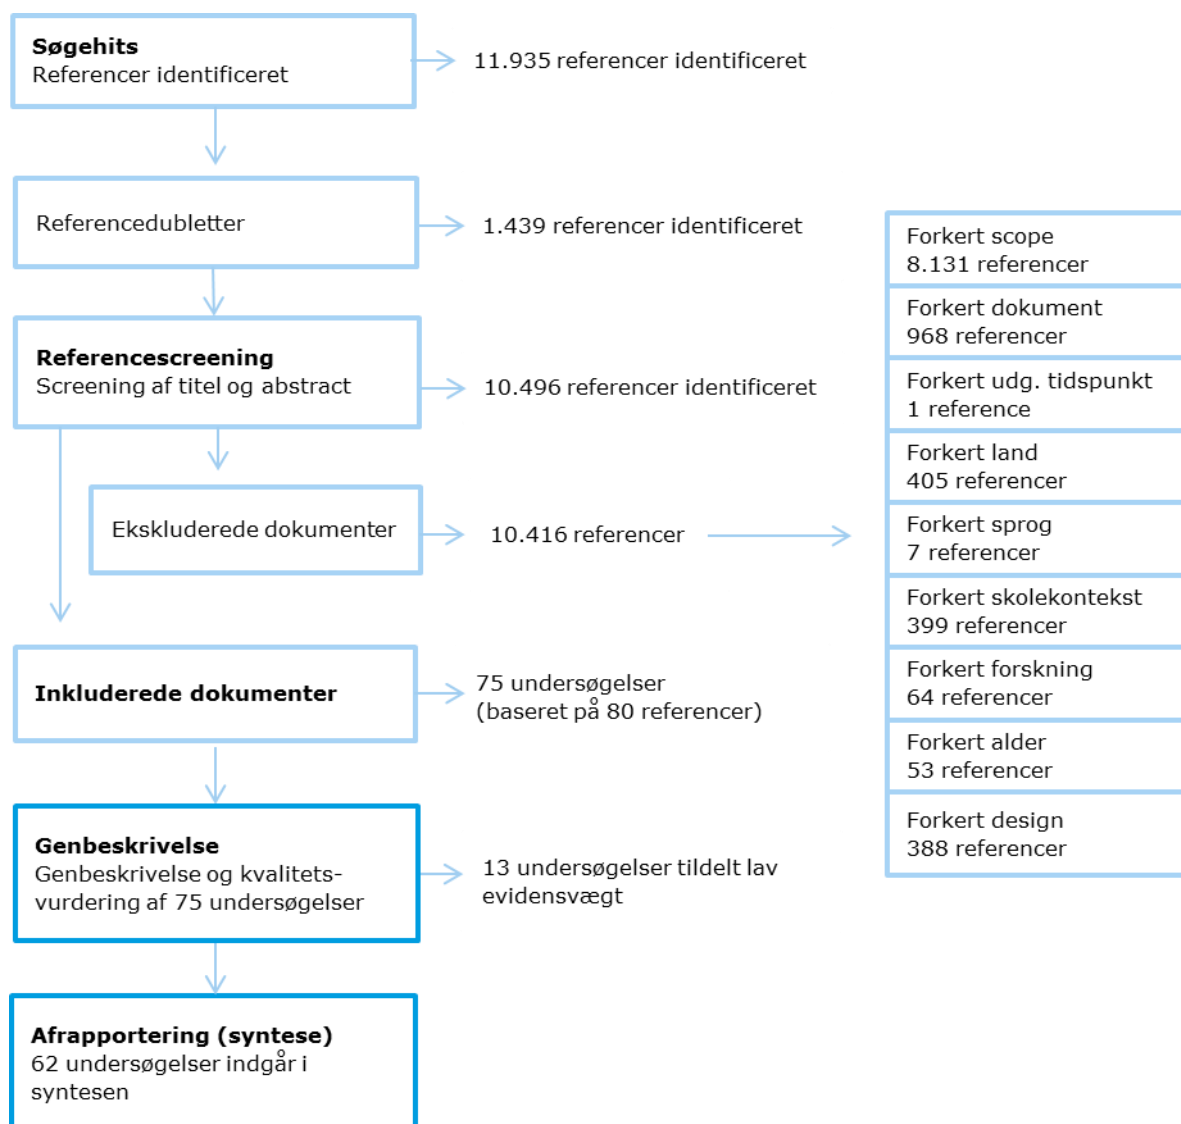 Søgehits
Referencer identificeret
11.935 referencer identificeret
Referencedubletter
1.439 referencer identificeret
Referencescreening
Screening af titel og abstract
10.496 referencer identificeret
Ekskluderede dokumenter
10.416 referencer
Forkert scope
8.131 referencer
Forkert dokument
968 referencer
Forkert udg. tidspunkt
1 reference
Forkert land
405 referencer
Forkert sprog
7 referencer
Forkert skolekontekst
399 referencer
Forkert forskning
64 referencer
Forkert alder
53 referencer
Forkert design
388 referencer
Inkluderede dokumenter
75 undersøgelser
(baseret på 80 referencer)
Genbeskrivelse
Genbeskrivelse og kvalitets-
vurdering af 75 undersøgelser
13 undersøgelser tildelt lav
evidensvægt
Afrapportering (syntese)
62 undersøgelser indgår i
syntesen